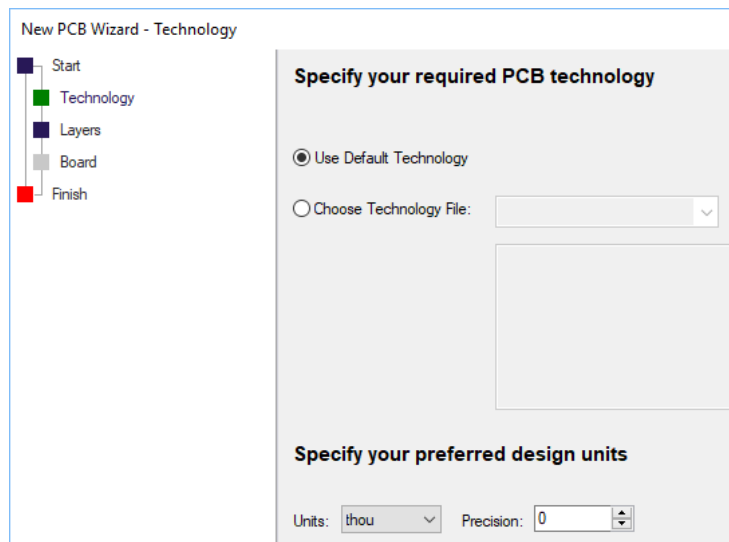 New PCB Wizard - Technology
Start
Technology
Layers
Board
Finish
Specify your required PCB technology
Use Default Technology
Choose Technology File:
Specify your preferred design units
Units: thou Precision: 0